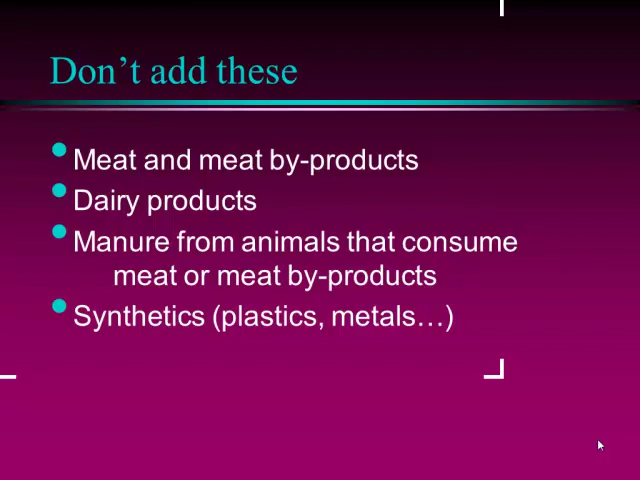 Don’t add these
Meat and meat by-products
Dairy products
Manure from animals that consume
meat or meat by-products
Synthetics (plastics, metals…)